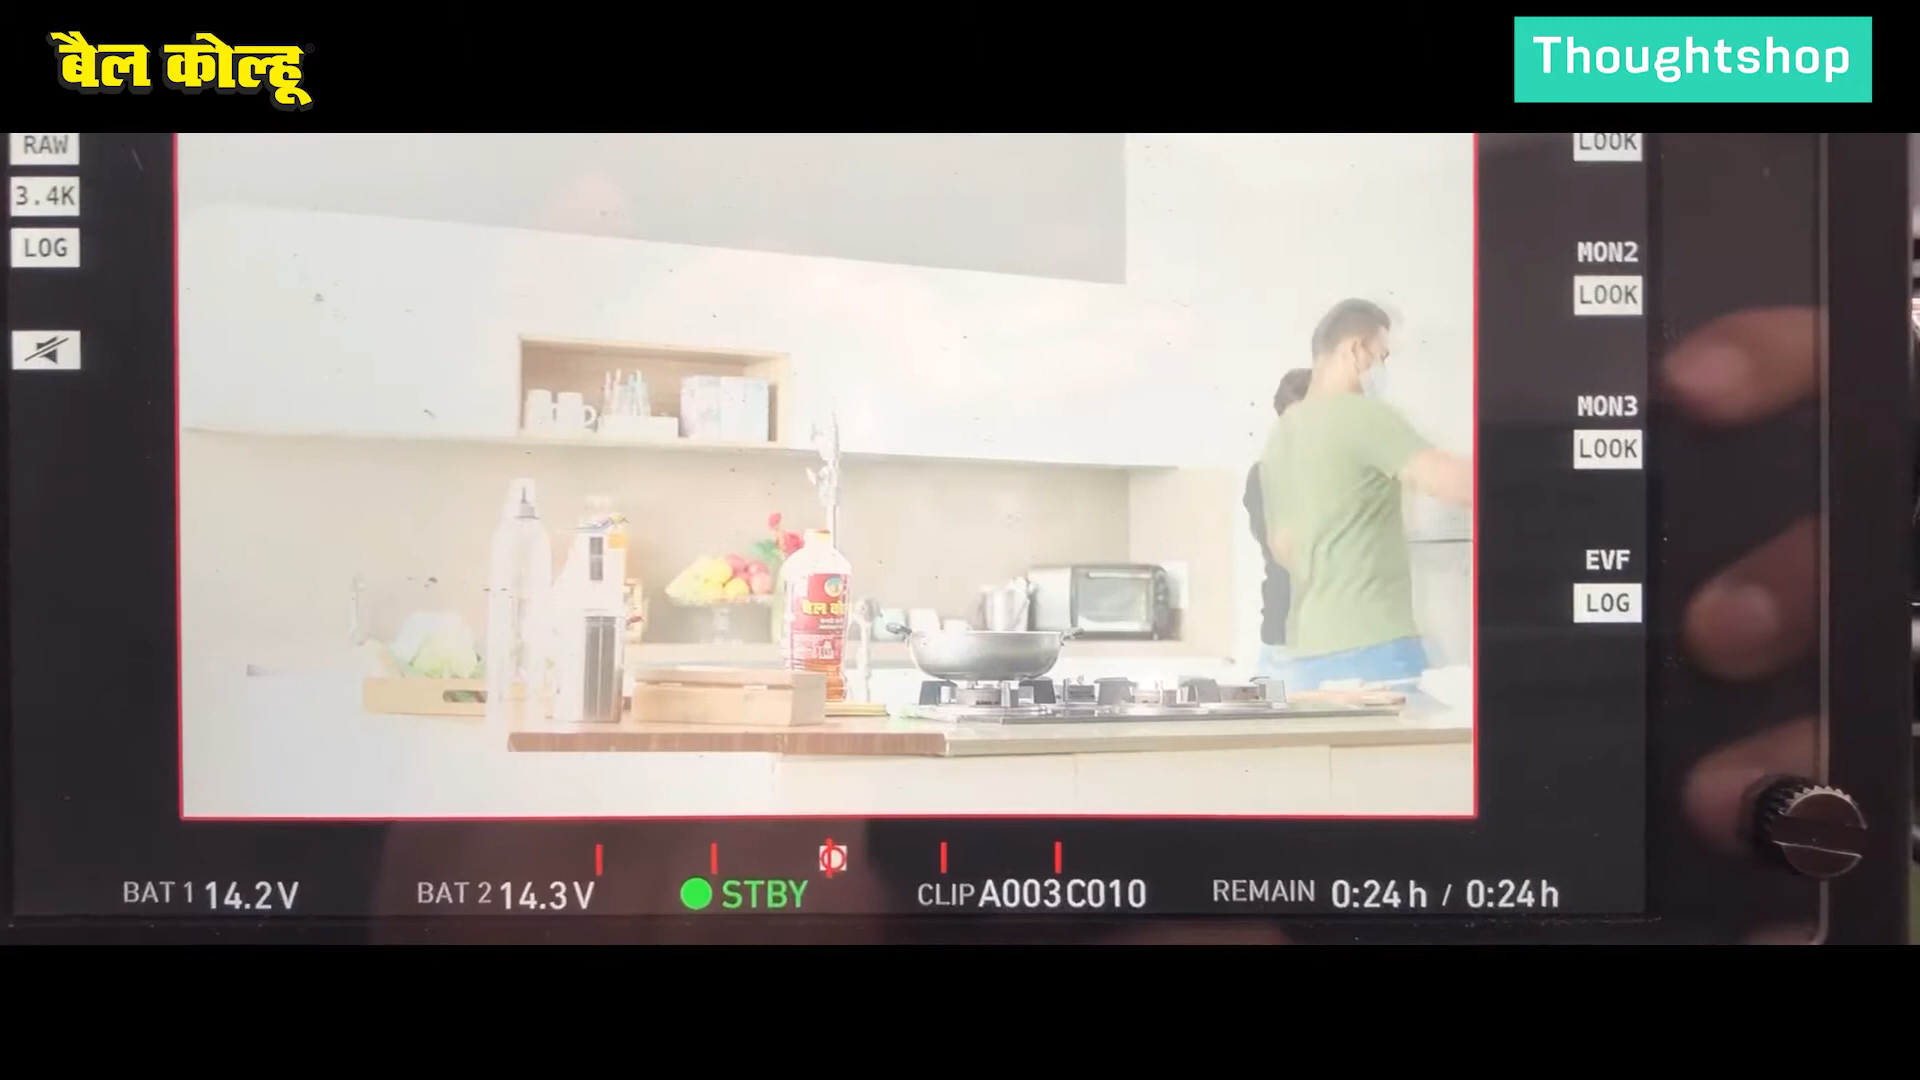 बैल कोल्हू
Thoughtshop
RAW
3.4K
LOG
LOOK
MON2
LOOK
MON3
LOOK
EVF
LOG
बैल को
BAT 1 14.2V
BAT 2 14.3V
STBY
CLIP A003C010
REMAIN 0:24h / 0:24h